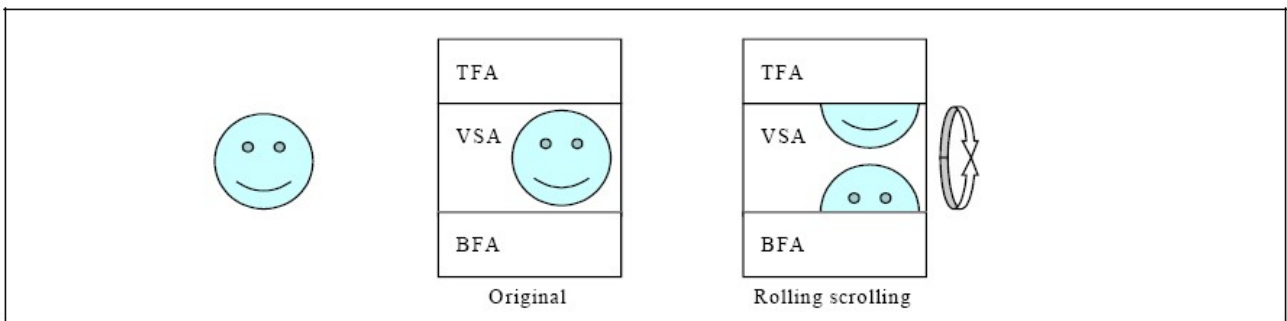 TFA
TFA
VSA
VSA
BFA
BFA
Original
Rolling scrolling